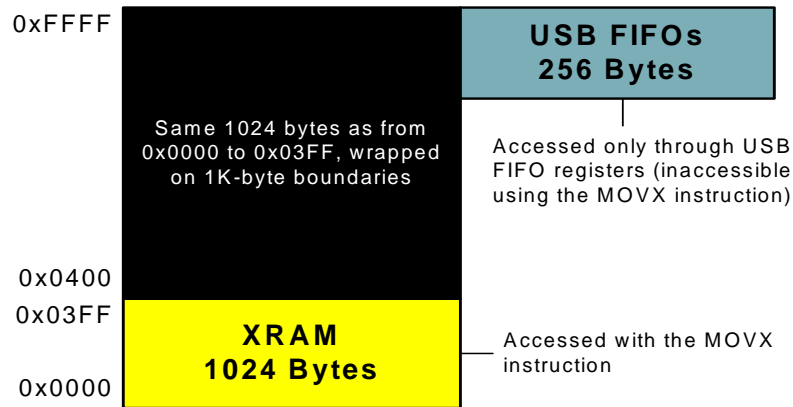 0xFFFF
USB FIFOs
256 Bytes
Same 1024 bytes as from
0x0000 to 0x03FF, wrapped
on 1K-byte boundaries
Accessed only through USB
FIFO registers (inaccessible
using the MOVX instruction)
0x0400
0x03FF
XRAM
1024 Bytes
Accessed with the MOVX
instruction
0x0000